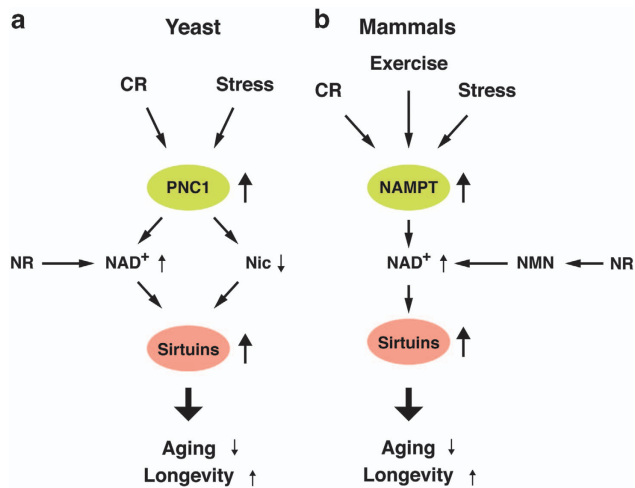 a
Yeast
CR
Stress
PNC1 ↑
NR → NAD+ ↑
Nic ↓
Sirtuins ↑
Aging ↓
Longevity ↑
b
Mammals
Exercise
CR
Stress
NAMPT ↑
NAD+ ↑
NMN
NR
Sirtuins ↑
Aging ↓
Longevity ↑